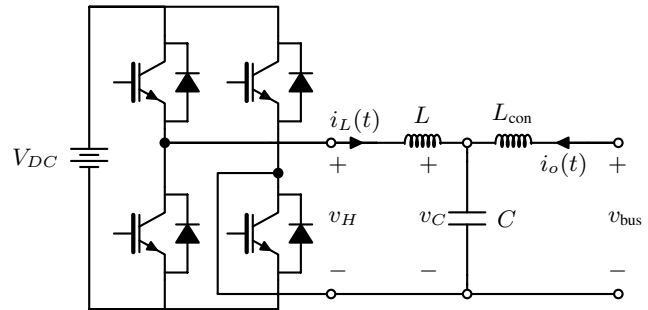 i_L(t) L L_con
V_DC i_o(t)
+ + +
v_H v_C C v_bus
− − −